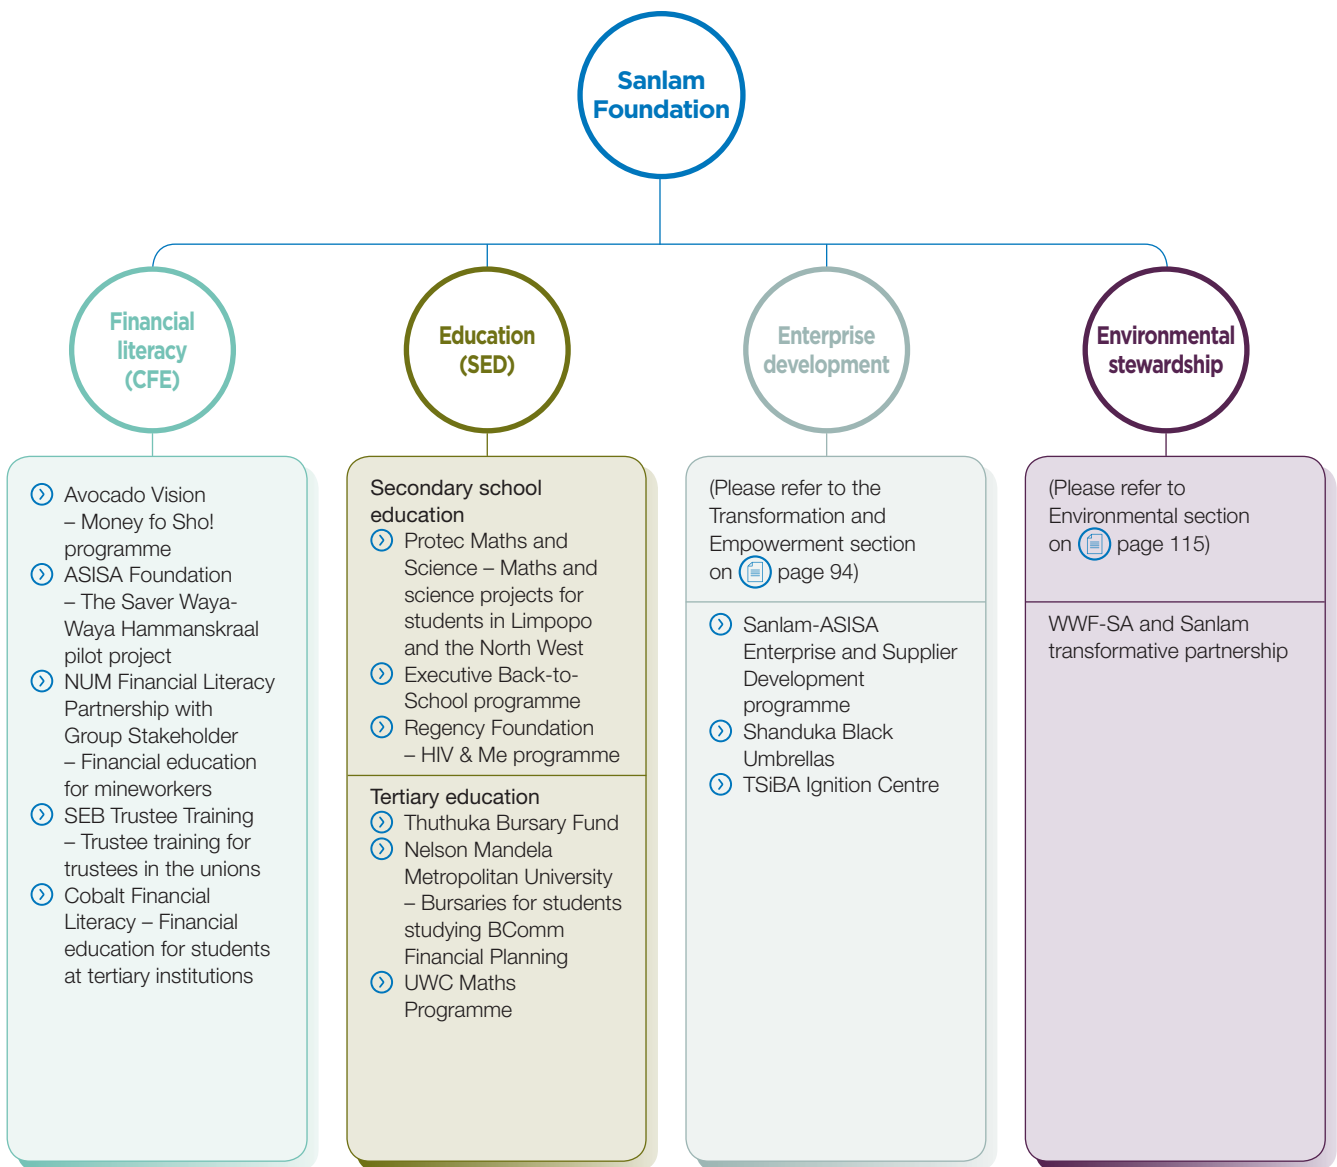 Sanlam
Foundation
Financial
literacy
(CFE)
Avocado Vision
– Money fo Sho!
programme
ASISA Foundation
– The Saver Waya-
Waya Hammanskraal
pilot project
NUM Financial Literacy
Partnership with
Group Stakeholder
– Financial education
for mineworkers
SEB Trustee Training
– Trustee training for
trustees in the unions
Cobalt Financial
Literacy – Financial
education for students
at tertiary institutions
Education
(SED)
Secondary school
education
Protec Maths and
Science – Maths and
science projects for
students in Limpopo
and the North West
Executive Back-to-
School programme
Regency Foundation
– HIV & Me programme
Tertiary education
Thuthuka Bursary Fund
Nelson Mandela
Metropolitan University
– Bursaries for students
studying BComm
Financial Planning
UWC Maths
Programme
Enterprise
development
(Please refer to the
Transformation and
Empowerment section
on page 94)
Sanlam-ASISA
Enterprise and Supplier
Development
programme
Shanduka Black
Umbrellas
TSiBA Ignition Centre
Environmental
stewardship
(Please refer to
Environmental section
on page 115)
WWF-SA and Sanlam
transformative partnership